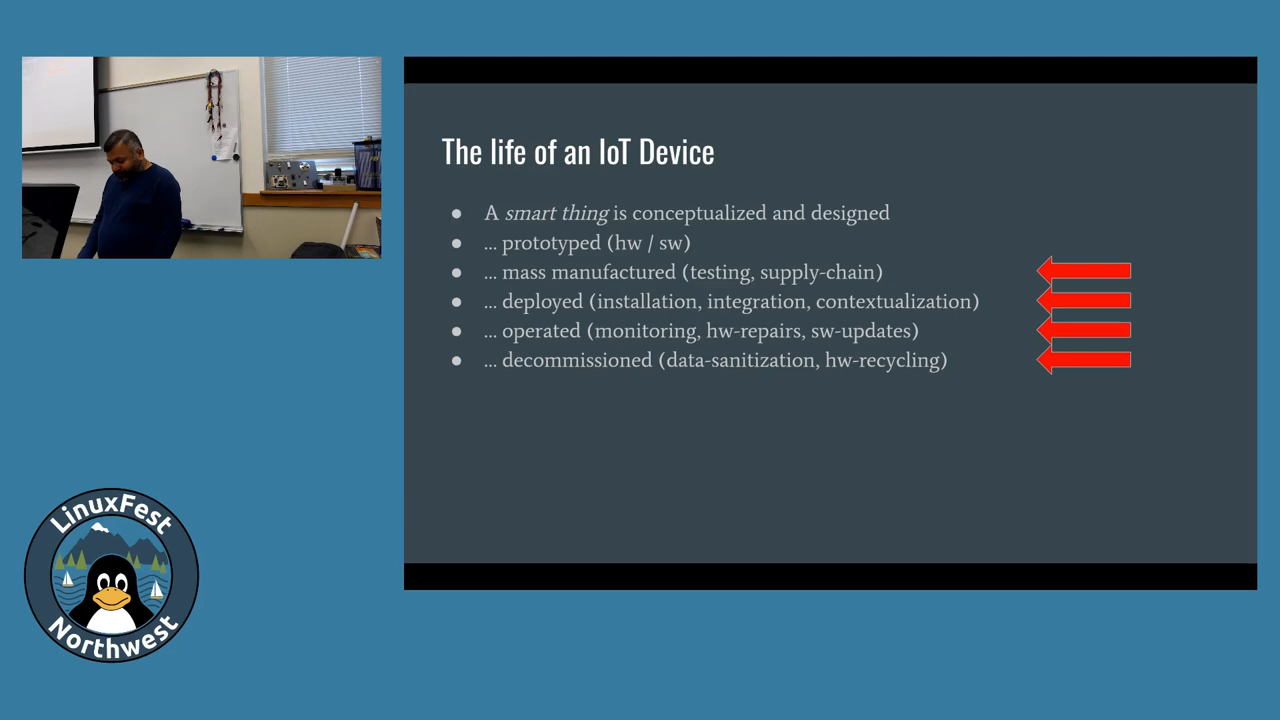 The life of an IoT Device
● A smart thing is conceptualized and designed
● ... prototyped (hw / sw)
● ... mass manufactured (testing, supply-chain)
● ... deployed (installation, integration, contextualization)
● ... operated (monitoring, hw-repairs, sw-updates)
● ... decommissioned (data-sanitization, hw-recycling)
LinuxFest
Northwest